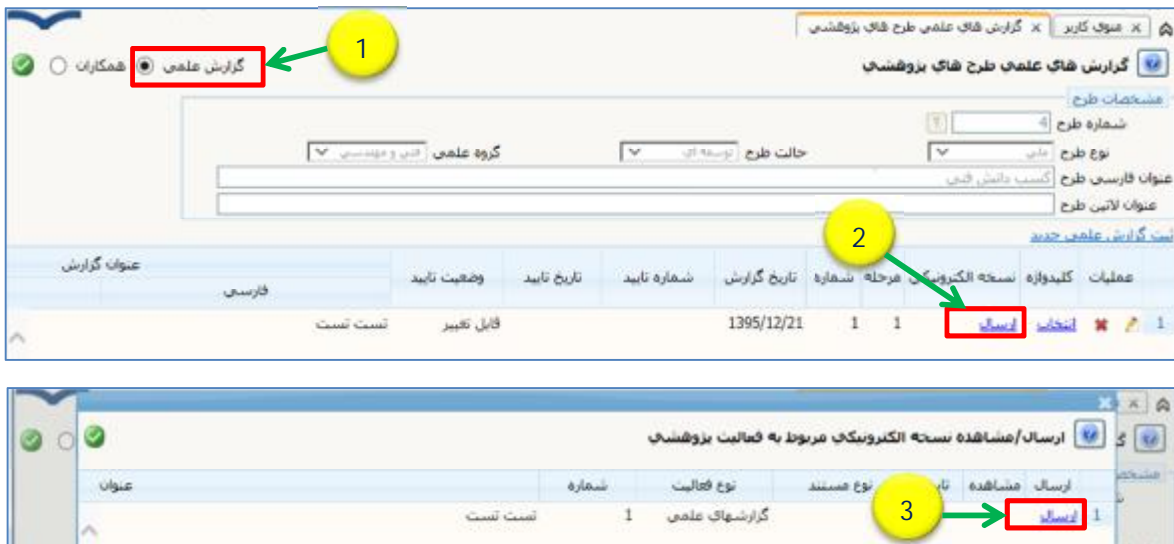 منوی کاربر × گزارش های علمی طرح های پژوهشی ×
1
گزارش های علمی طرح های پژوهشی
گزارش علمی همکاران
مشخصات طرح
شماره طرح 4
نوع طرح ملی حالت طرح توسعه ای گروه علمی فنی و مهندسی
عنوان فارسی طرح کسب دانش فنی
عنوان لاتین طرح
2
ثبت گزارش علمی جدید
عملیات کلیدواژه نسخه الکترونیکی مرحله شماره تاریخ گزارش شماره تایید تاریخ تایید وضعیت تایید عنوان گزارش
فارسی
1 انتخاب ارسال 1 1 1395/12/21 قابل تغییر تست تست
ارسال/مشاهده نسخه الکترونیکی مربوط به فعالیت پژوهشی
ارسال مشاهده نوع مستند نوع فعالیت شماره عنوان
3
1 ارسال گزارشهای علمی 1 تست تست